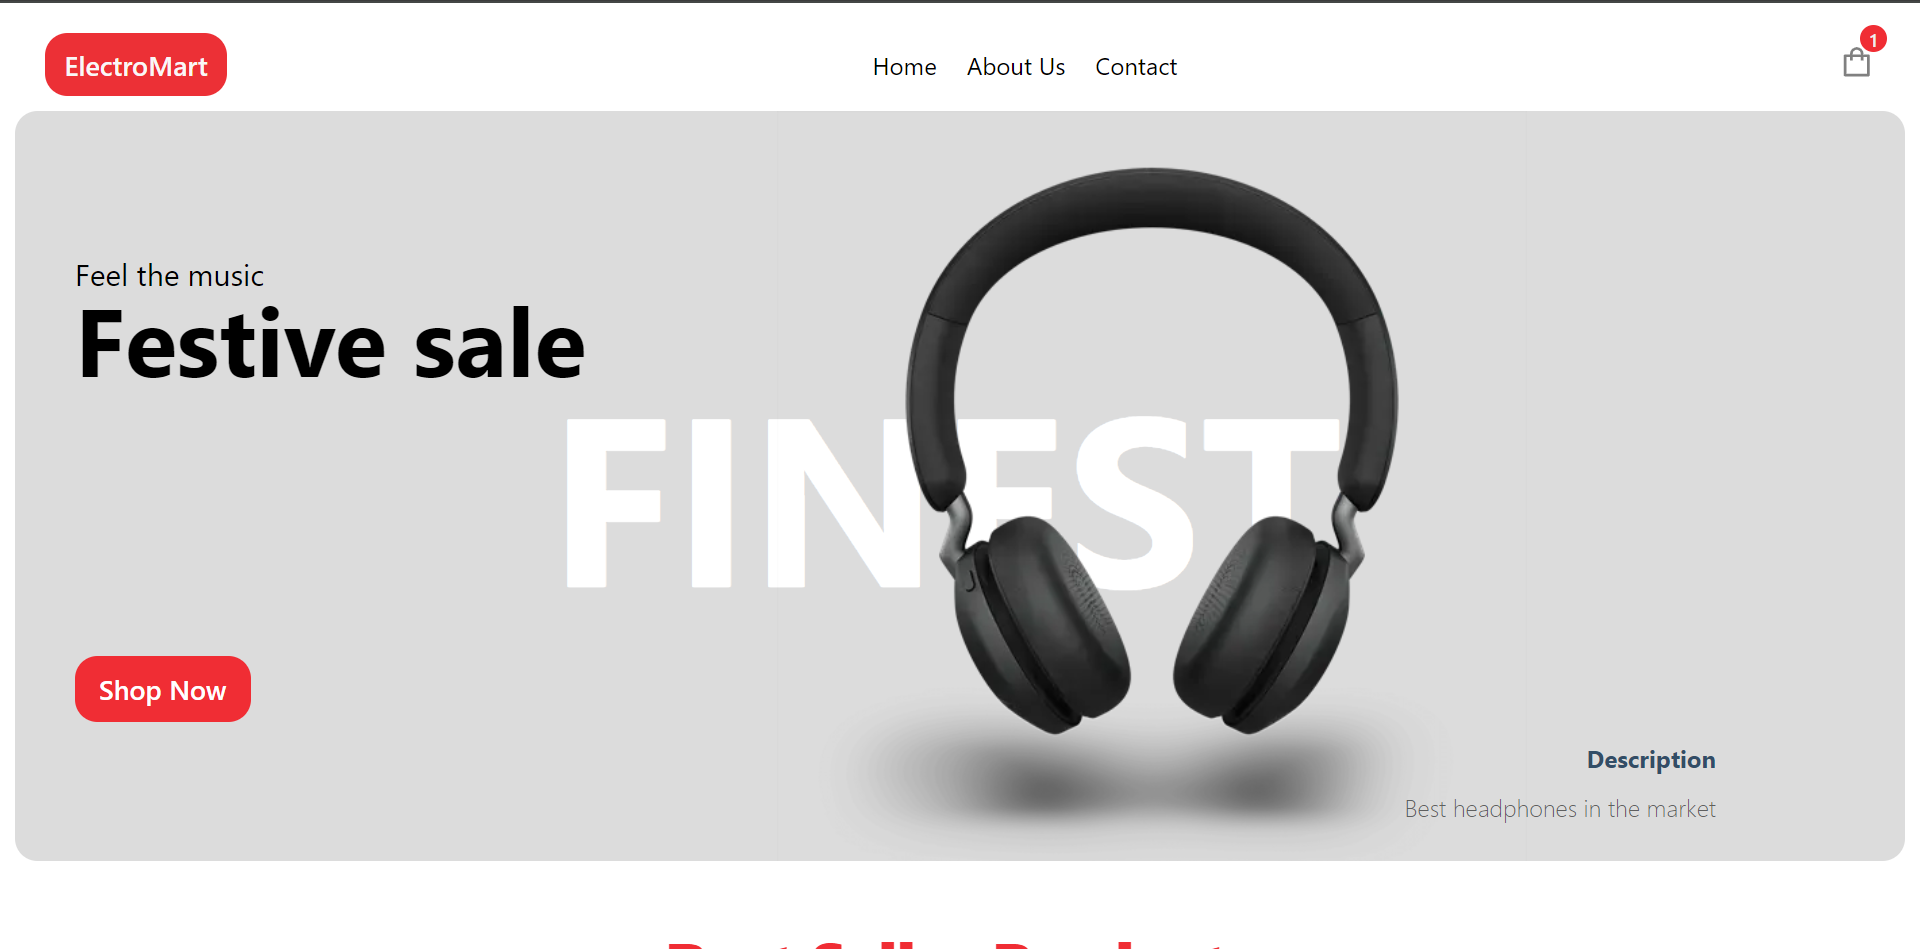 ElectroMart
Home About Us Contact
1
Feel the music
Festive sale
FINEST
Shop Now
Description
Best headphones in the market